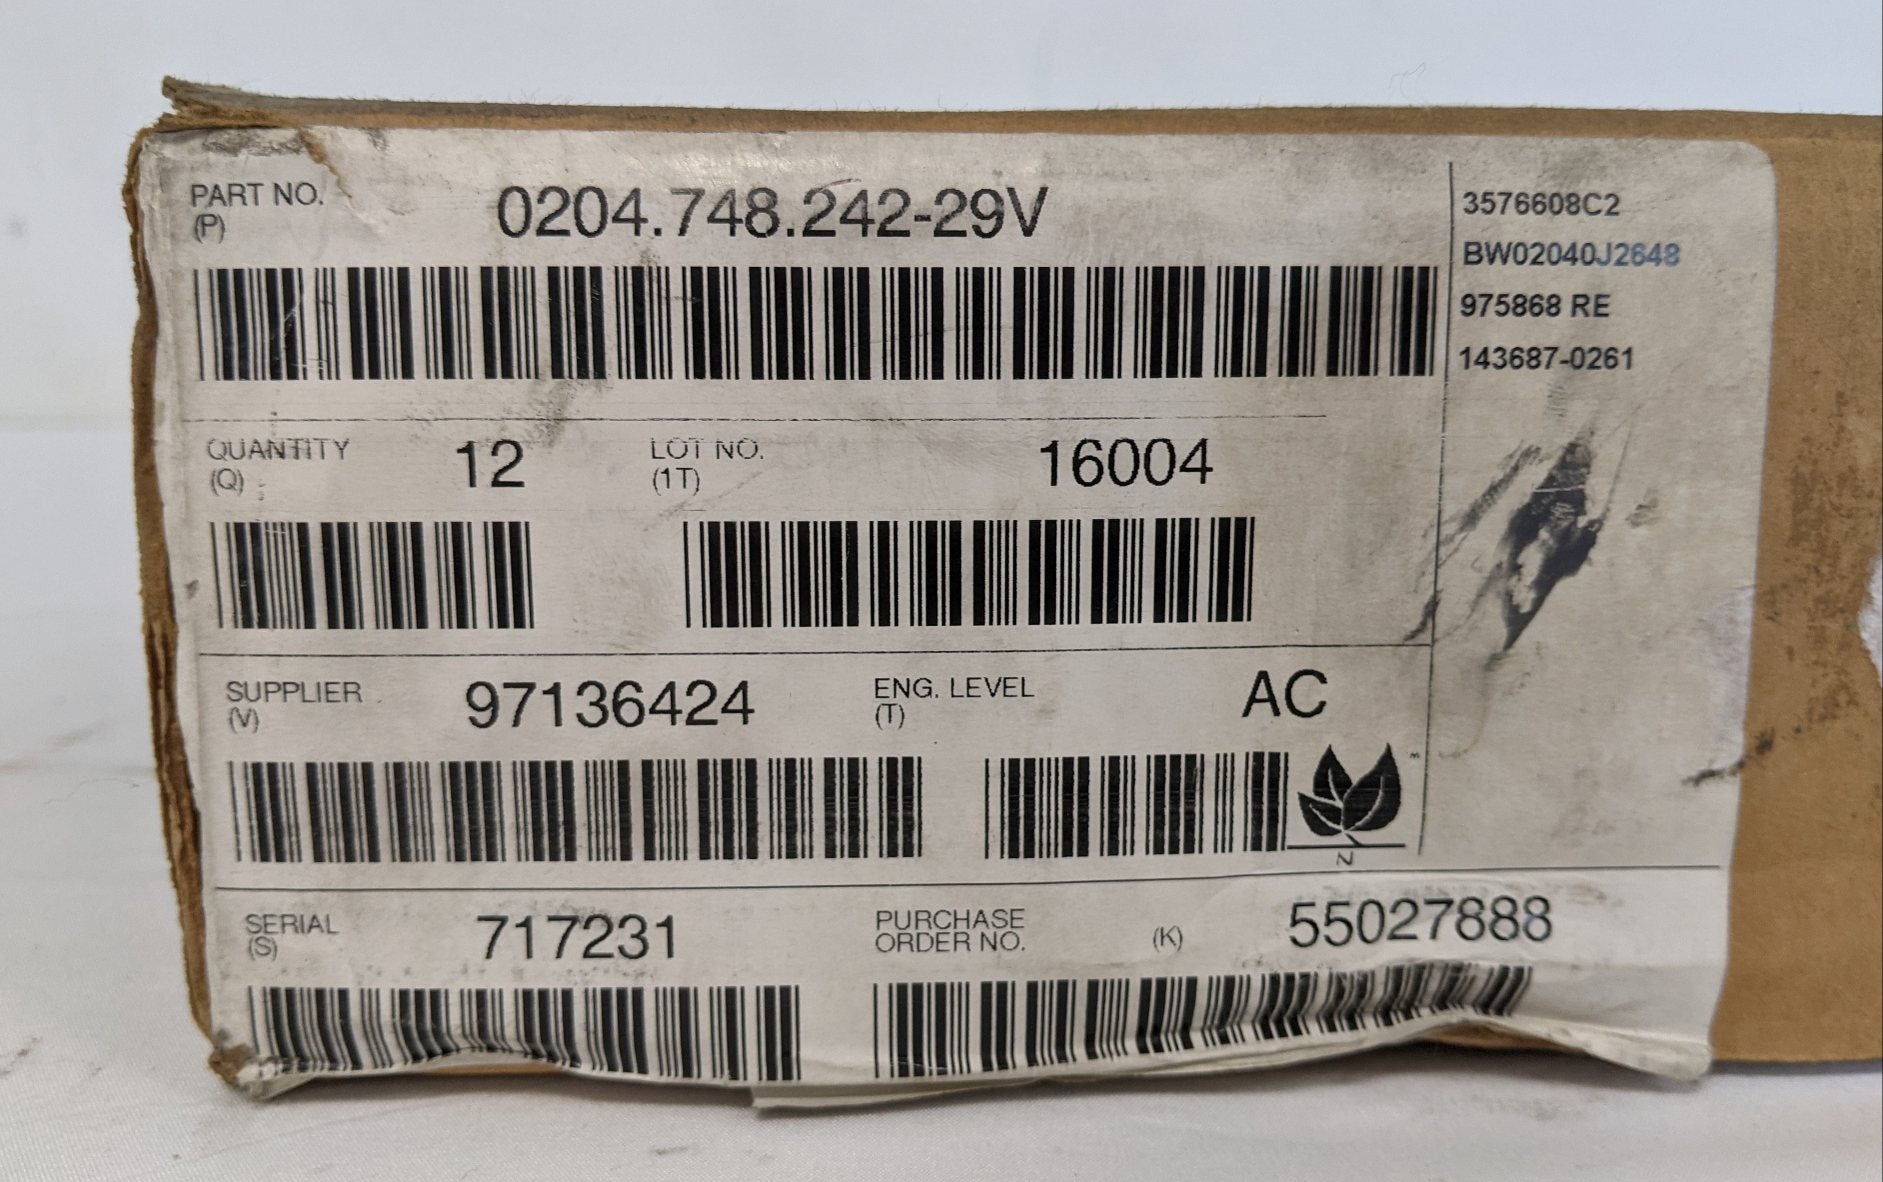 PART NO. 0204.748.242-29V
(P)
3576608C2
BW02040J2648
975868 RE
143687-0261
QUANTITY 12 LOT NO. 16004
(Q) (1T)
SUPPLIER 97136424 ENG. LEVEL AC
(V) (T)
N
SERIAL 717231 PURCHASE 55027888
(S) ORDER NO. (K)